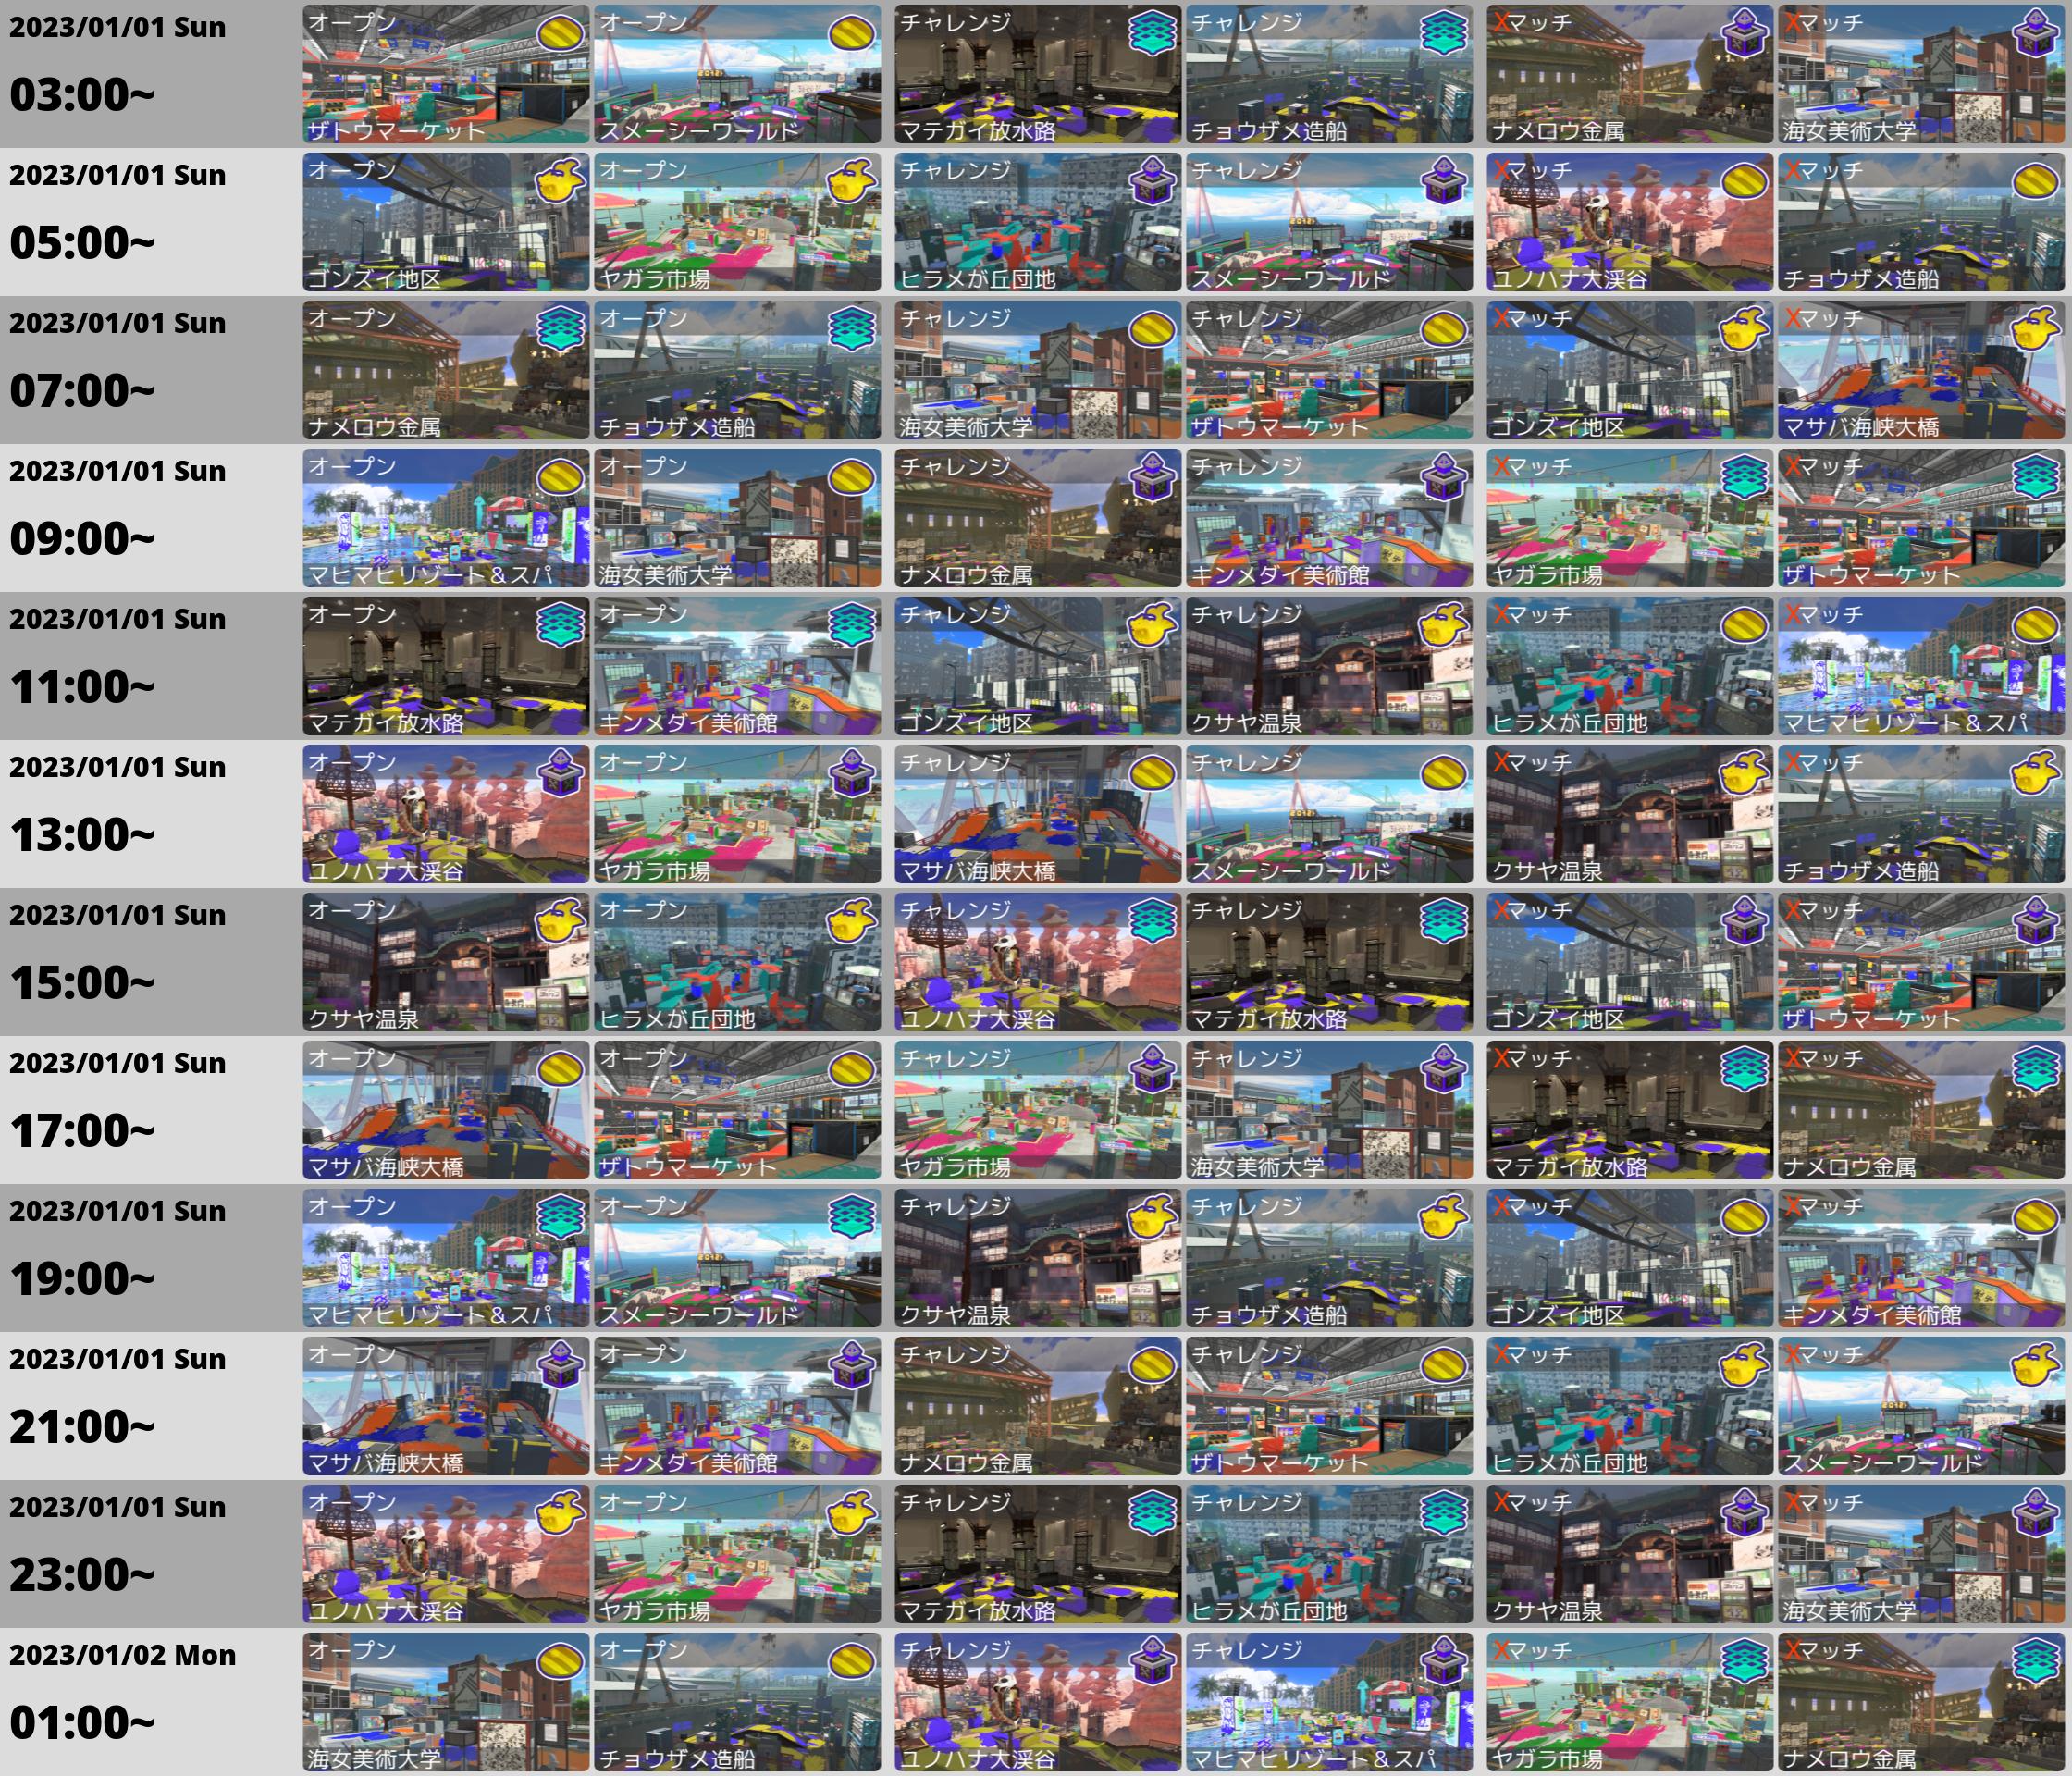 2023/01/01 Sun
03:00~
オープン オープン チャレンジ チャレンジ Xマッチ Xマッチ
ザトウマーケット スメーシーワールド マテガイ放水路 チョウザメ造船 ナメロウ金属 海女美術大学
2023/01/01 Sun
05:00~
オープン オープン チャレンジ チャレンジ Xマッチ Xマッチ
ゴンズイ地区 ヤガラ市場 ヒラメが丘団地 スメーシーワールド ユノハナ大渓谷 チョウザメ造船
2023/01/01 Sun
07:00~
オープン オープン チャレンジ チャレンジ Xマッチ Xマッチ
ナメロウ金属 チョウザメ造船 海女美術大学 ザトウマーケット ゴンズイ地区 マサバ海峡大橋
2023/01/01 Sun
09:00~
オープン オープン チャレンジ チャレンジ Xマッチ Xマッチ
マヒマヒリゾート＆スパ 海女美術大学 ナメロウ金属 キンメダイ美術館 ヤガラ市場 ザトウマーケット
2023/01/01 Sun
11:00~
オープン オープン チャレンジ チャレンジ Xマッチ Xマッチ
マテガイ放水路 キンメダイ美術館 ゴンズイ地区 クサヤ温泉 ヒラメが丘団地 マヒマヒリゾート＆スパ
2023/01/01 Sun
13:00~
オープン オープン チャレンジ チャレンジ Xマッチ Xマッチ
ユノハナ大渓谷 ヤガラ市場 マサバ海峡大橋 スメーシーワールド クサヤ温泉 チョウザメ造船
2023/01/01 Sun
15:00~
オープン オープン チャレンジ チャレンジ Xマッチ Xマッチ
クサヤ温泉 ヒラメが丘団地 ユノハナ大渓谷 マテガイ放水路 ゴンズイ地区 ザトウマーケット
2023/01/01 Sun
17:00~
オープン オープン チャレンジ チャレンジ Xマッチ Xマッチ
マサバ海峡大橋 ザトウマーケット ヤガラ市場 海女美術大学 マテガイ放水路 ナメロウ金属
2023/01/01 Sun
19:00~
オープン オープン チャレンジ チャレンジ Xマッチ Xマッチ
マヒマヒリゾート＆スパ スメーシーワールド クサヤ温泉 チョウザメ造船 ゴンズイ地区 キンメダイ美術館
2023/01/01 Sun
21:00~
オープン オープン チャレンジ チャレンジ Xマッチ Xマッチ
マサバ海峡大橋 キンメダイ美術館 ナメロウ金属 ザトウマーケット ヒラメが丘団地 スメーシーワールド
2023/01/01 Sun
23:00~
オープン オープン チャレンジ チャレンジ Xマッチ Xマッチ
ユノハナ大渓谷 ヤガラ市場 マテガイ放水路 ヒラメが丘団地 クサヤ温泉 海女美術大学
2023/01/02 Mon
01:00~
オープン オープン チャレンジ チャレンジ Xマッチ Xマッチ
海女美術大学 チョウザメ造船 ユノハナ大渓谷 マヒマヒリゾート＆スパ ヤガラ市場 ナメロウ金属